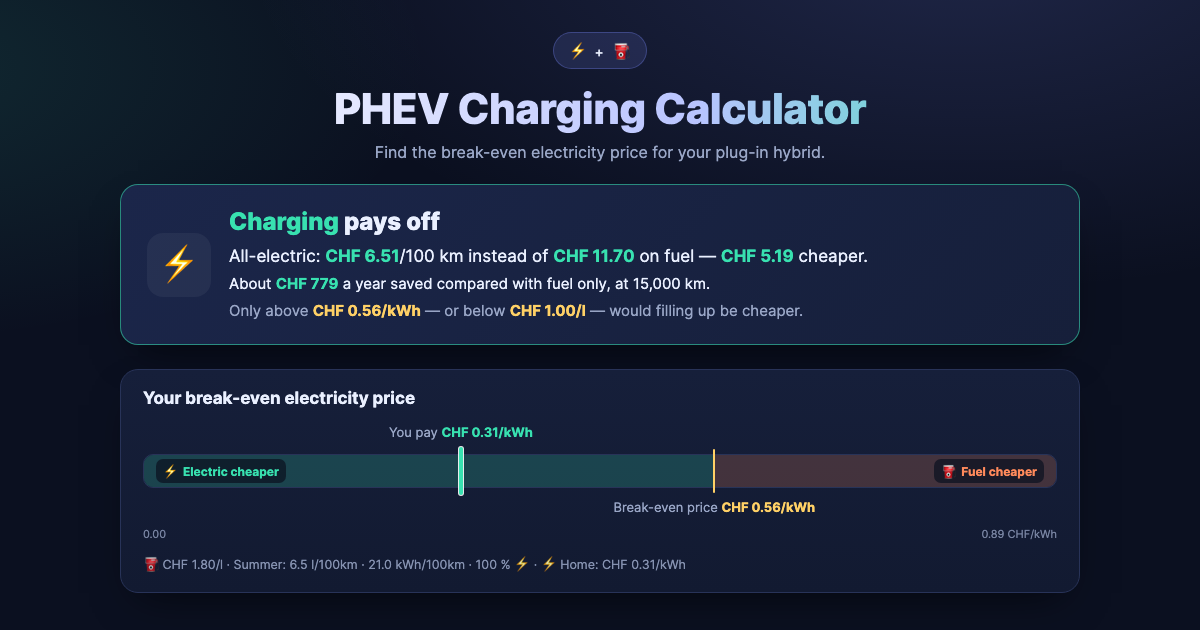 ⚡ + ⛽
PHEV Charging Calculator
Find the break-even electricity price for your plug-in hybrid.
Charging pays off
All-electric: CHF 6.51/100 km instead of CHF 11.70 on fuel — CHF 5.19 cheaper.
About CHF 779 a year saved compared with fuel only, at 15,000 km.
Only above CHF 0.56/kWh — or below CHF 1.00/l — would filling up be cheaper.
Your break-even electricity price
You pay CHF 0.31/kWh
⚡ Electric cheaper
⛽ Fuel cheaper
Break-even price CHF 0.56/kWh
0.00
0.89 CHF/kWh
⛽ CHF 1.80/l · Summer: 6.5 l/100km · 21.0 kWh/100km · 100 % ⚡ · ⚡ Home: CHF 0.31/kWh